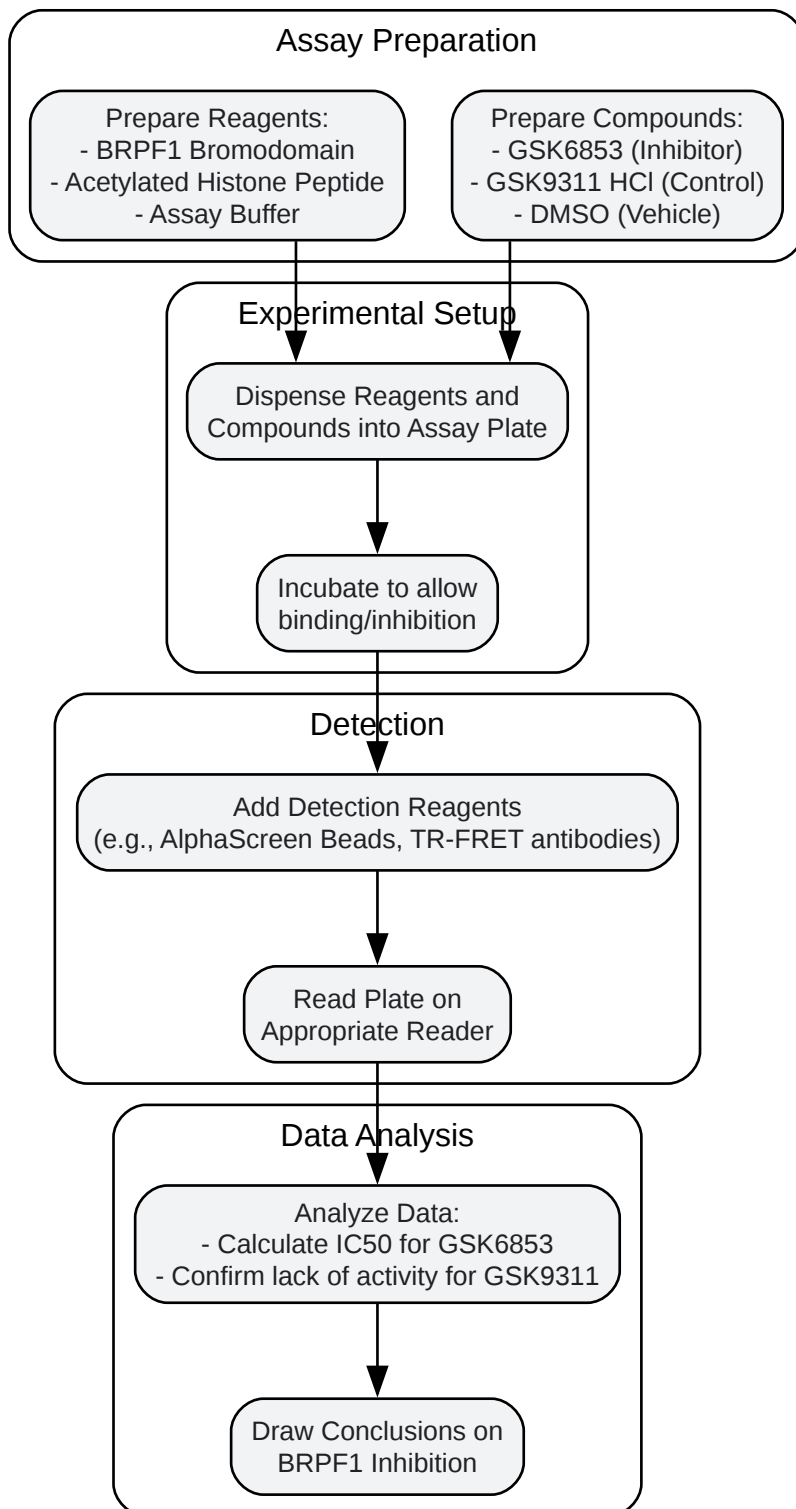 Assay Preparation
Prepare Reagents:
- BRPF1 Bromodomain
- Acetylated Histone Peptide
- Assay Buffer
Prepare Compounds:
- GSK6853 (Inhibitor)
- GSK9311 HCl (Control)
- DMSO (Vehicle)
Experimental Setup
Dispense Reagents and
Compounds into Assay Plate
Incubate to allow
binding/inhibition
Detection
Add Detection Reagents
(e.g., AlphaScreen Beads, TR-FRET antibodies)
Read Plate on
Appropriate Reader
Data Analysis
Analyze Data:
- Calculate IC50 for GSK6853
- Confirm lack of activity for GSK9311
Draw Conclusions on
BRPF1 Inhibition